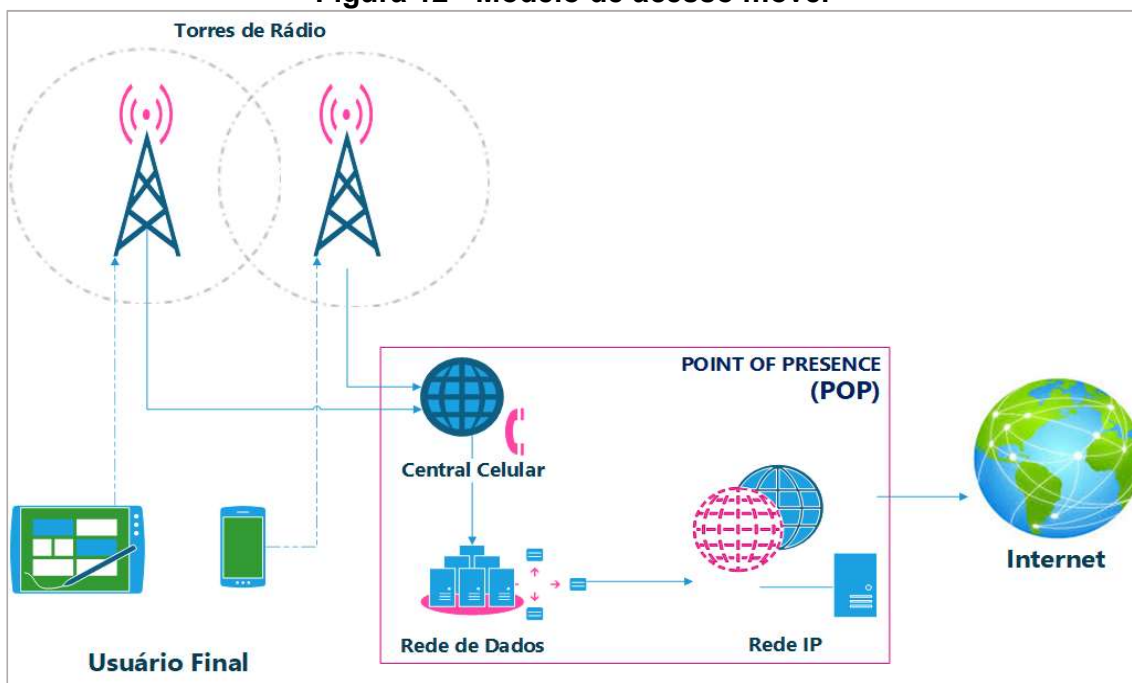 Torres de Rádio
POINT OF PRESENCE
(POP)
Central Celular
Internet
Rede de Dados
Rede IP
Usuário Final